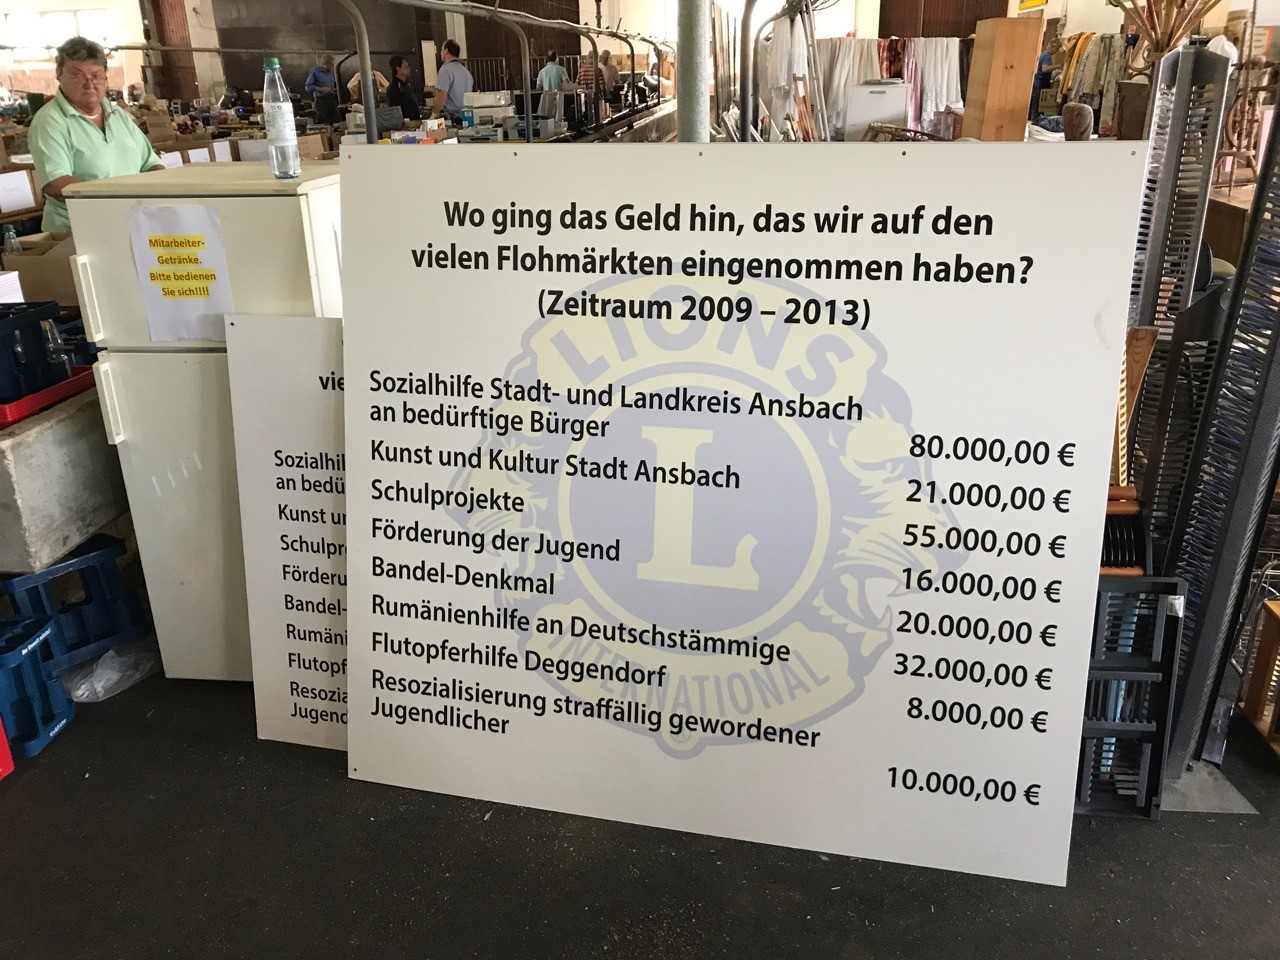 Mitarbeiter-
Getränke.
Bitte bedienen
Sie sich!!!!
Wo ging das Geld hin, das wir auf den
vielen Flohmärkten eingenommen haben?
(Zeitraum 2009 – 2013)
LIONS
L
INTERNATIONAL
Sozialhilfe Stadt- und Landkreis Ansbach
an bedürftige Bürger 80.000,00 €
Kunst und Kultur Stadt Ansbach 21.000,00 €
Schulprojekte 55.000,00 €
Förderung der Jugend 16.000,00 €
Bandel-Denkmal 20.000,00 €
Rumänienhilfe an Deutschstämmige 32.000,00 €
Flutopferhilfe Deggendorf 8.000,00 €
Resozialisierung straffällig gewordener
Jugendlicher 10.000,00 €
vie
Sozialhil
an bedü
Kunst un
Schulpr
Förderu
Bandel-
Rumäni
Flutopf
Resozia
Jugend